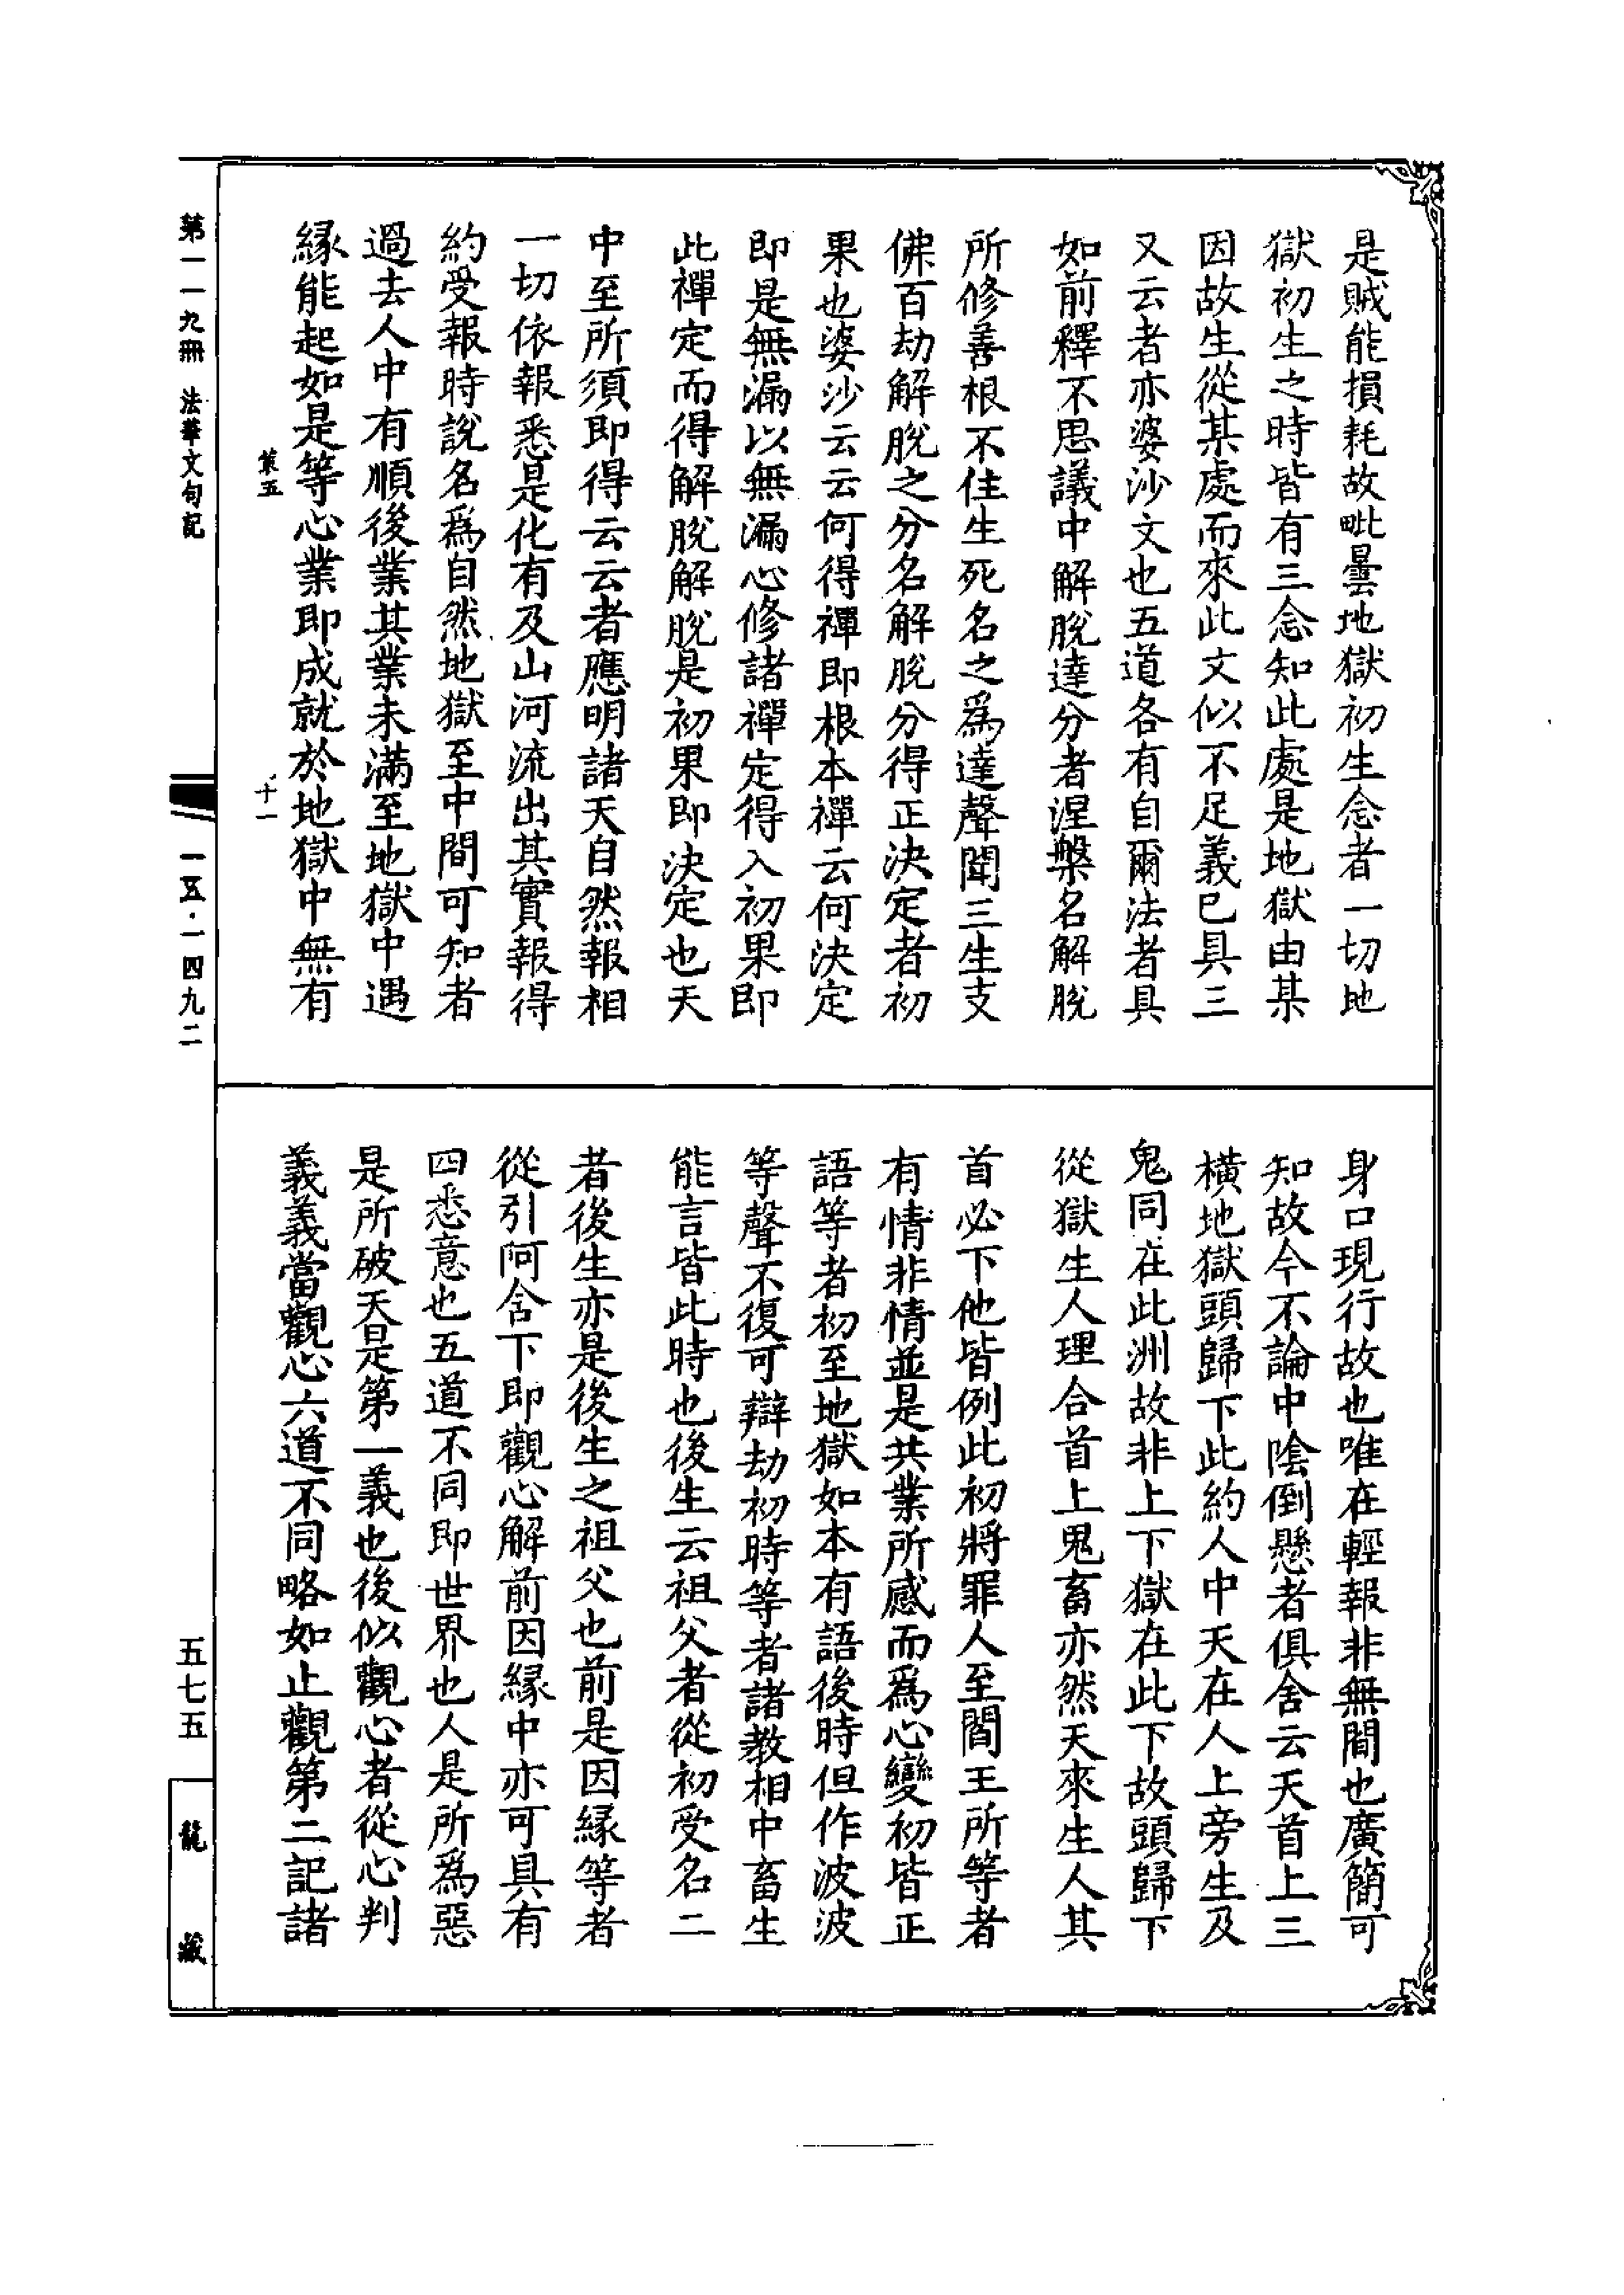 是賊能損耗故毗曇地獄初生念者一切地
獄初生之時皆有三念知此處是地獄由某
因故生從某處而來此文似不足義已具三
又云者亦婆沙文也五道各有自爾法者具
如前釋不思議中解脫達分者涅槃名解脫
所修善根不住生死名之爲達聲聞三生支
佛百劫解脫之分名解脫分得正決定者初
果也婆沙云云何得禪即根本禪云何決定
即是無漏以無漏心修諸禪定得入初果即
此禪定而得解脫解脫是初果即決定也天
中至所須即得云云者應明諸天自然報相
一切依報悉是化有及山河流出其實報得
約受報時說名爲自然地獄至中間可知者
過去人中有順後業其業未滿至地獄中遇
緣能起如是等心業即成就於地獄中無有
策五
十一
身口現行故也唯在輕報非無間也廣簡可
知故今不論中陰倒懸者俱舍云天首上三
橫地獄頭歸下此約人中天在人上旁生及
鬼同在此洲故非上下獄在此下故頭歸下
從獄生人理合首上鬼畜亦然天來生人其
首必下他皆例此初將罪人至閻王所等者
有情非情並是共業所感而爲心變初皆正
語等者初至地獄如本有語後時但作波波
等聲不復可辯劫初時等者諸教相中畜生
能言皆此時也後生云祖父者從初受名二
者後生亦是後生之祖父也前是因緣等者
從引阿含下即觀心解前因緣中亦可具有
四悉意也五道不同即世界也人是所爲惡
是所破天是第一義也後似觀心者從心判
義義當觀心六道不同略如止觀第二記諸
第一一九冊 法華文句記
一五·一四九二
五七五
龍藏